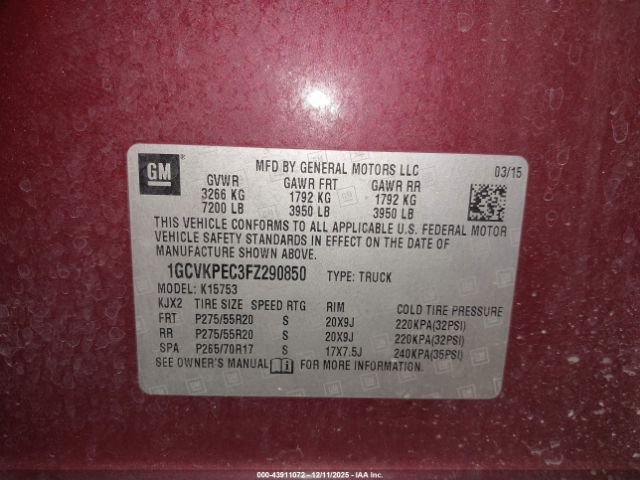 GM
MFD BY GENERAL MOTORS LLC 03/15
GVWR GAWR FRT GAWR RR
3266 KG 1792 KG 1792 KG
7200 LB 3950 LB 3950 LB
THIS VEHICLE CONFORMS TO ALL APPLICABLE U.S. FEDERAL MOTOR
VEHICLE SAFETY STANDARDS IN EFFECT ON THE DATE OF
MANUFACTURE SHOWN ABOVE.
1GCVKPEC3FZ290850 TYPE: TRUCK
MODEL: K15753
KJX2 TIRE SIZE SPEED RTG RIM COLD TIRE PRESSURE
FRT P275/55R20 S 20X9J 220KPA(32PSI)
RR P275/55R20 S 20X9J 220KPA(32PSI)
SPA P265/70R17 S 17X7.5J 240KPA(35PSI)
SEE OWNER'S MANUAL FOR MORE INFORMATION.
000-43911072 - 12/11/2025 - IAA Inc.